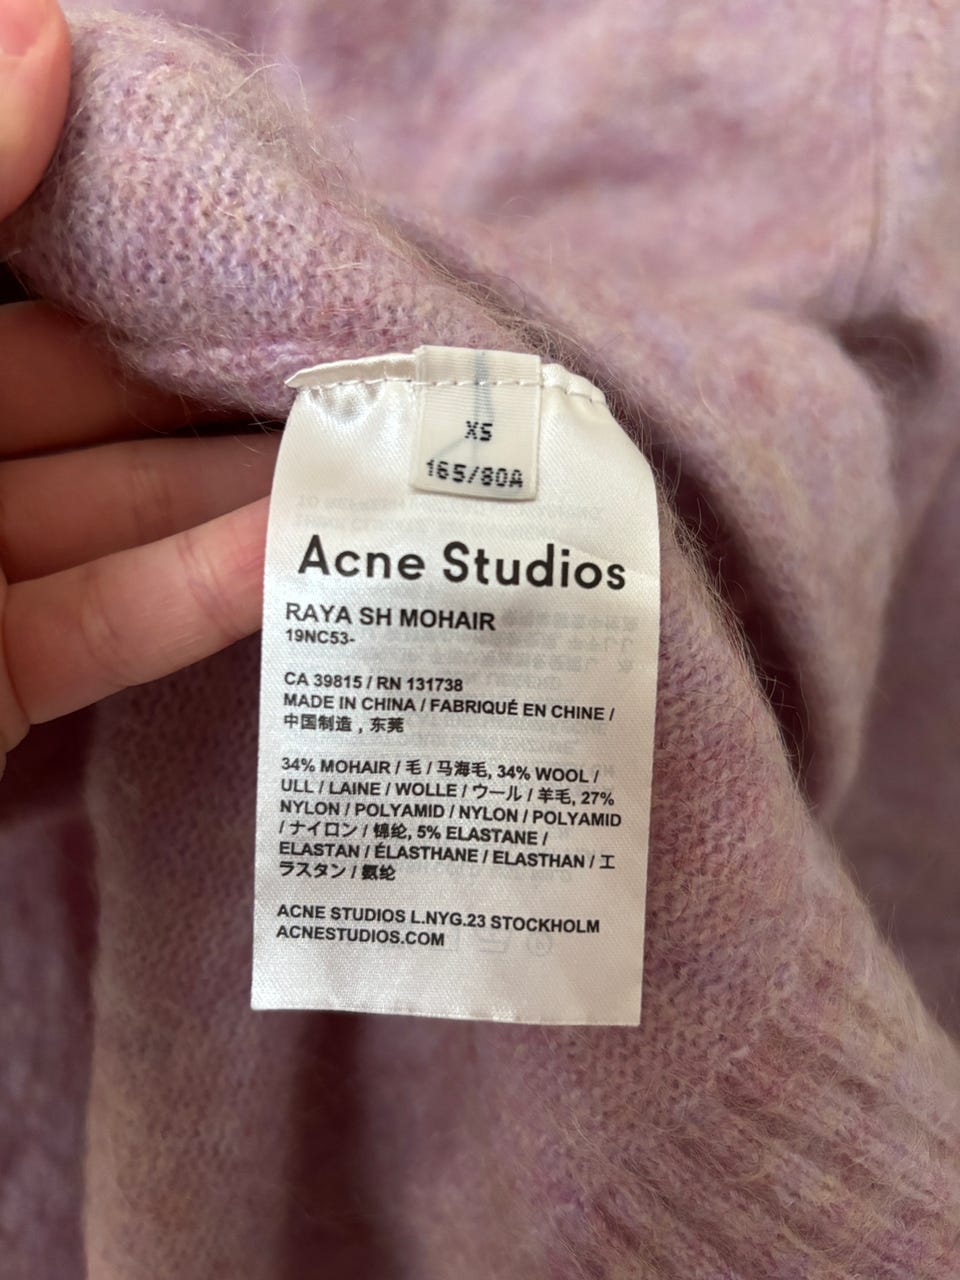 XS
165/80A
Acne Studios
RAYA SH MOHAIR
19NC53-
CA 39815 / RN 131738
MADE IN CHINA / FABRIQUÉ EN CHINE /
中国制造，东莞
34% MOHAIR / 毛 / 马海毛, 34% WOOL /
ULL / LAINE / WOLLE / ウール / 羊毛, 27%
NYLON / POLYAMID / NYLON / POLYAMID
/ ナイロン / 锦纶, 5% ELASTANE /
ELASTAN / ÉLASTHANE / ELASTHAN / エ
ラスタン / 氨纶
ACNE STUDIOS L.NYG.23 STOCKHOLM
ACNESTUDIOS.COM